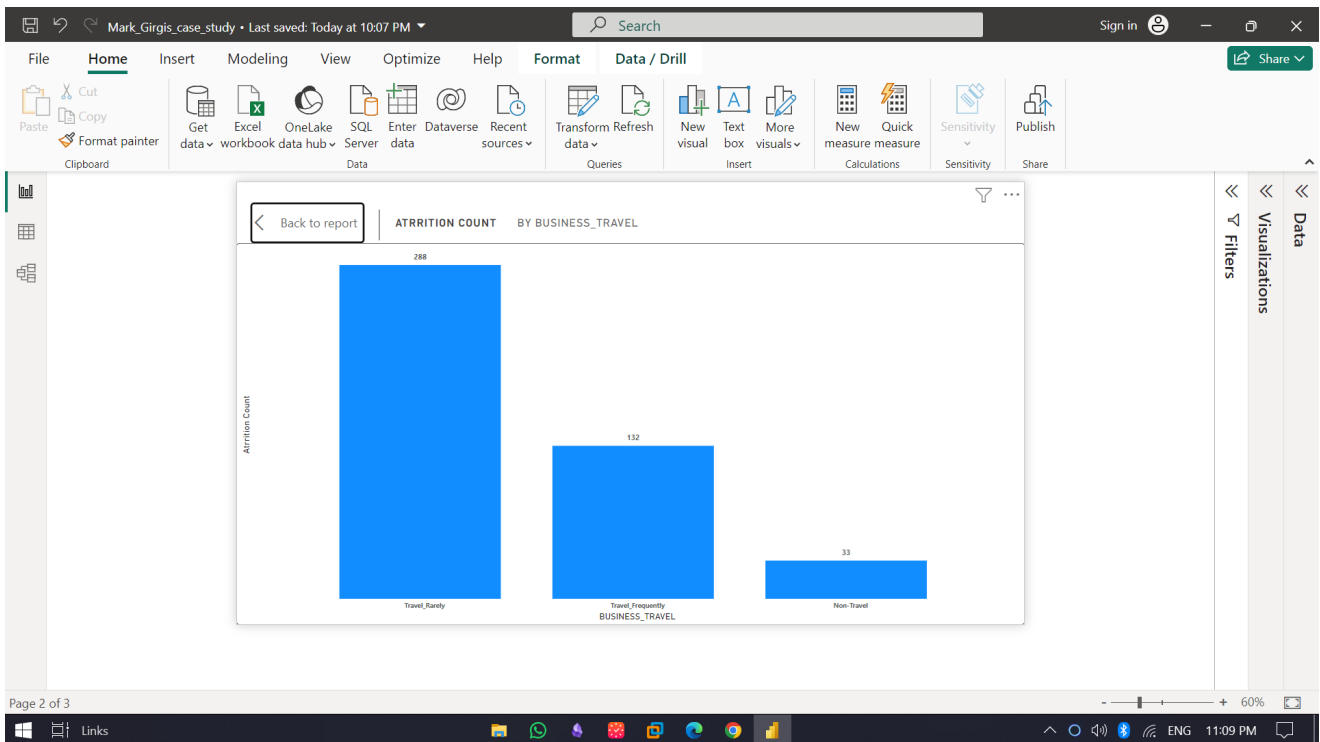 Mark_Girgis_case_study • Last saved: Today at 10:07 PM
Search
Sign in
File Home Insert Modeling View Optimize Help Format Data / Drill
Share
Paste
Cut
Copy
Format painter
Clipboard
Get data
Excel workbook
OneLake data hub
SQL Server
Enter data
Dataverse
Recent sources
Data
Transform data
Refresh
Queries
New visual
Text box
More visuals
Insert
New measure
Quick measure
Calculations
Sensitivity
Sensitivity
Publish
Share
Back to report
ATRRITION COUNT BY BUSINESS_TRAVEL
288
132
33
Atrrition Count
Travel_Rarely
Travel_Frequently
Non-Travel
BUSINESS_TRAVEL
Filters
Visualizations
Data
Page 2 of 3
- + 60%
Links
ENG 11:09 PM